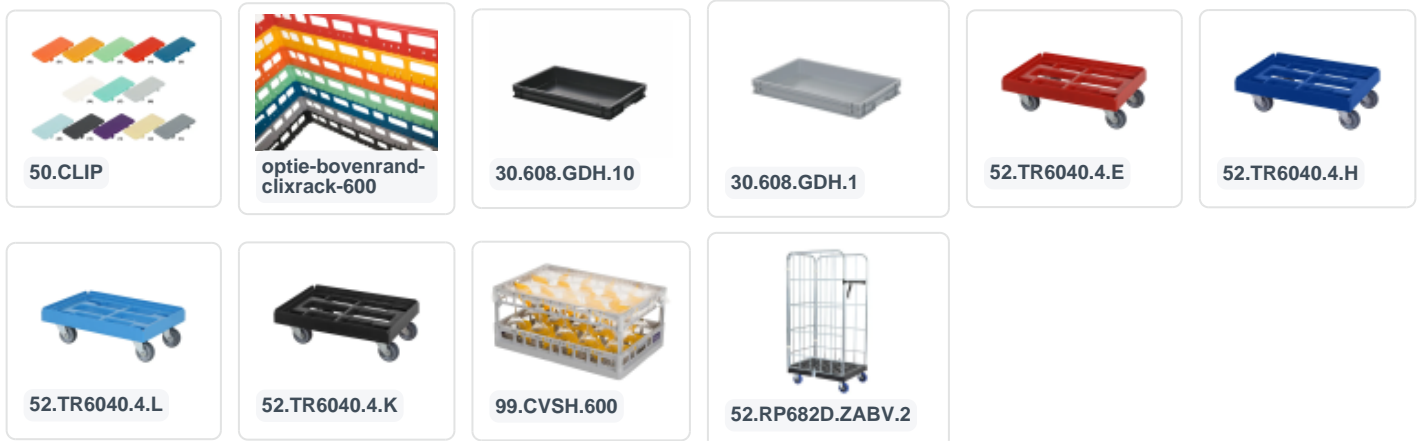 50.CLIP
optie-bovenrand-
clixrack-600
30.608.GDH.10
30.608.GDH.1
52.TR6040.4.E
52.TR6040.4.H
52.TR6040.4.L
52.TR6040.4.K
99.CVSH.600
52.RP682D.ZABV.2